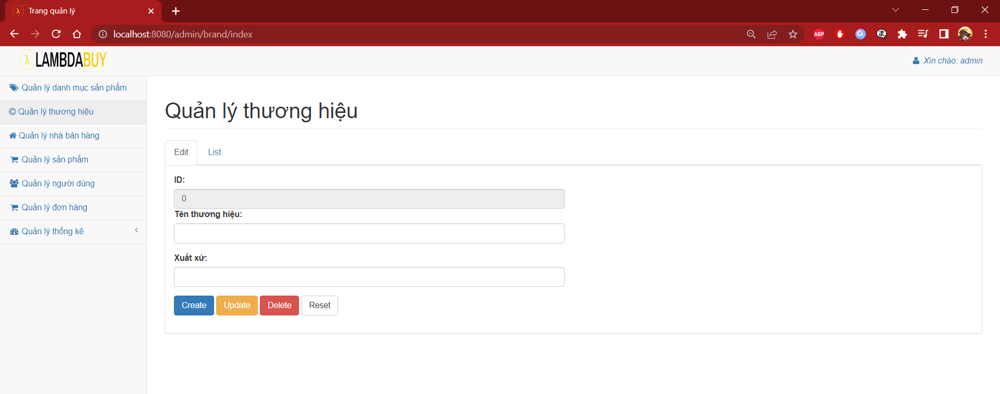 λ Trang quản lý
localhost:8080/admin/brand/index
ABP
λ LAMBDABUY
Xin chào: admin
Quản lý danh mục sản phẩm
© Quản lý thương hiệu
Quản lý nhà bán hàng
Quản lý sản phẩm
Quản lý người dùng
Quản lý đơn hàng
Quản lý thống kê
Quản lý thương hiệu
Edit List
ID:
0
Tên thương hiệu:
Xuất xứ:
Create Update Delete Reset